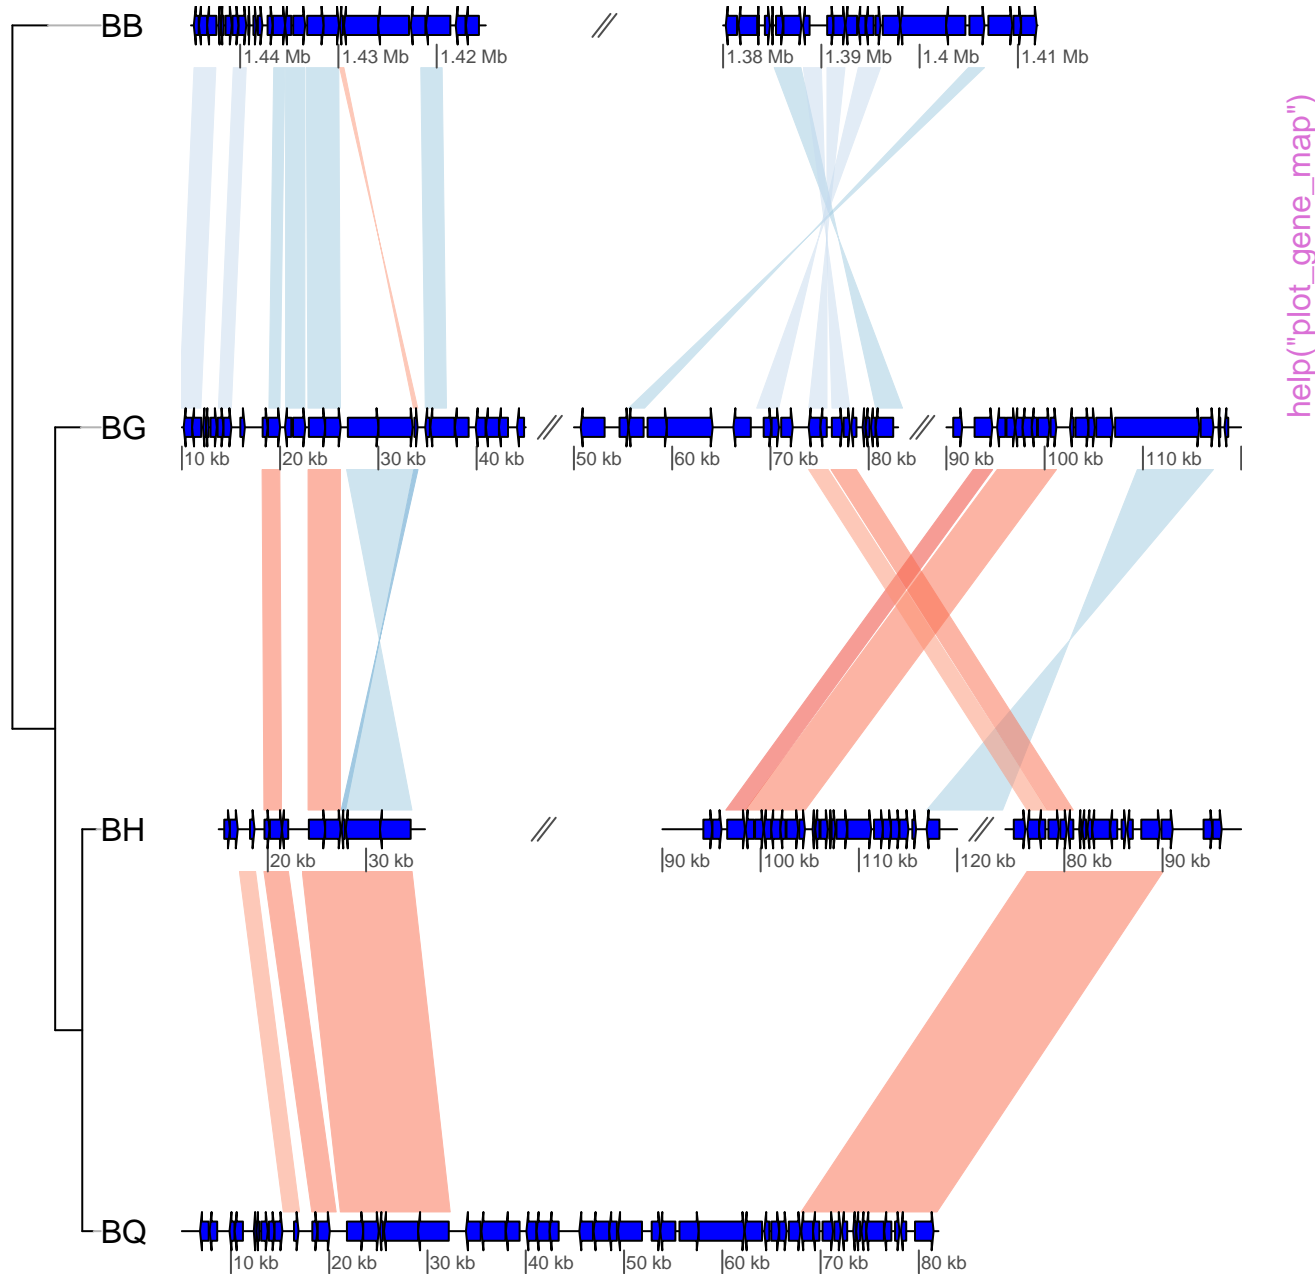 BB
1.44 Mb 1.43 Mb 1.42 Mb 1.38 Mb 1.39 Mb 1.4 Mb 1.41 Mb
help("plot_gene_map")
BG
10 kb 20 kb 30 kb 40 kb 50 kb 60 kb 70 kb 80 kb 90 kb 100 kb 110 kb
BH
20 kb 30 kb 90 kb 100 kb 110 kb 120 kb 80 kb 90 kb
BQ
10 kb 20 kb 30 kb 40 kb 50 kb 60 kb 70 kb 80 kb